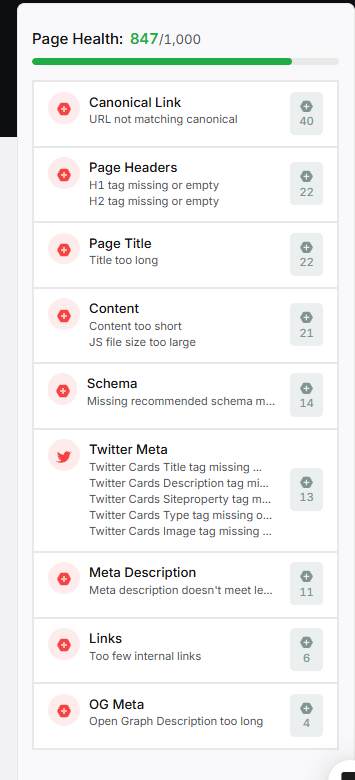 Page Health: 847/1,000
Canonical Link
URL not matching canonical
40
Page Headers
H1 tag missing or empty
H2 tag missing or empty
22
Page Title
Title too long
22
Content
Content too short
JS file size too large
21
Schema
Missing recommended schema m...
14
Twitter Meta
Twitter Cards Title tag missing ...
Twitter Cards Description tag mi...
Twitter Cards Siteproperty tag m...
Twitter Cards Type tag missing o...
Twitter Cards Image tag missing ...
13
Meta Description
Meta description doesn't meet le...
11
Links
Too few internal links
6
OG Meta
Open Graph Description too long
4